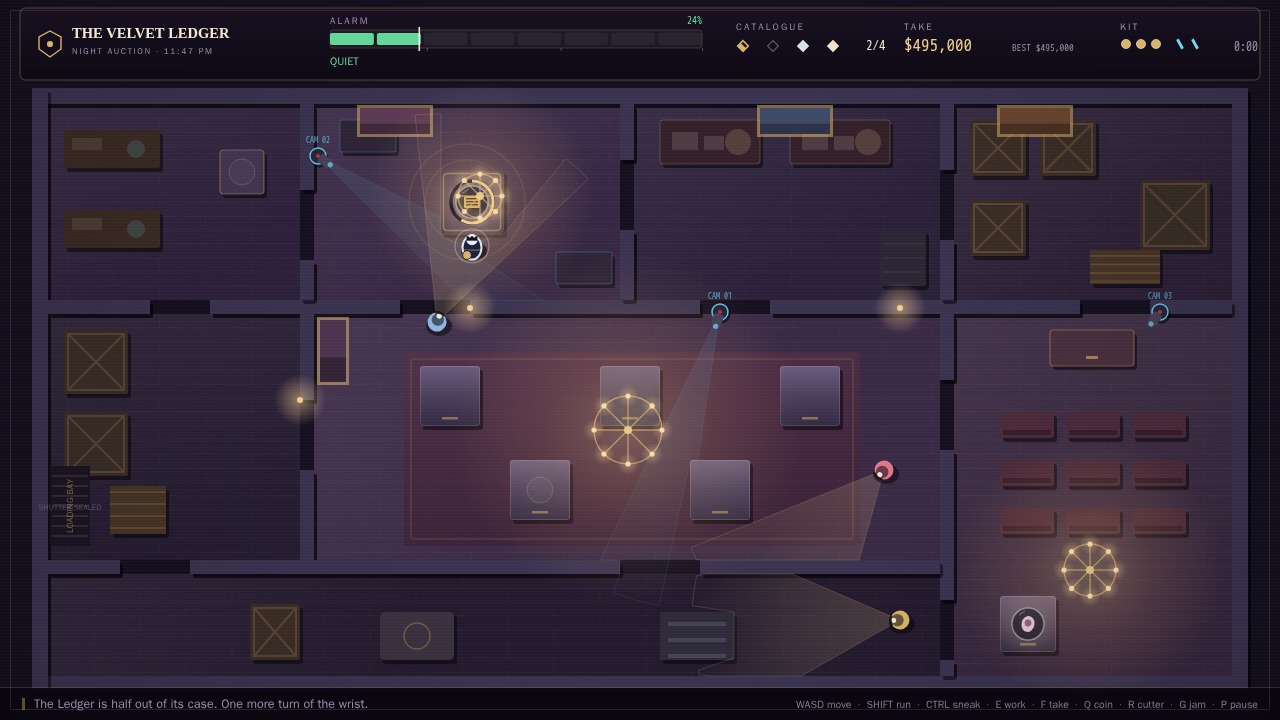 THE VELVET LEDGER
NIGHT AUCTION · 11:47 PM
ALARM
24%
QUIET
CATALOGUE
2/4
TAKE
$495,000
BEST $495,000
KIT
0:00
CAM 02
CAM 01
CAM 03
LOADING BAY
SHUTTER SEALED
The Ledger is half out of its case. One more turn of the wrist.
WASD move · SHIFT run · CTRL sneak · E work · F take · Q coin · R cutter · G jam · P pause